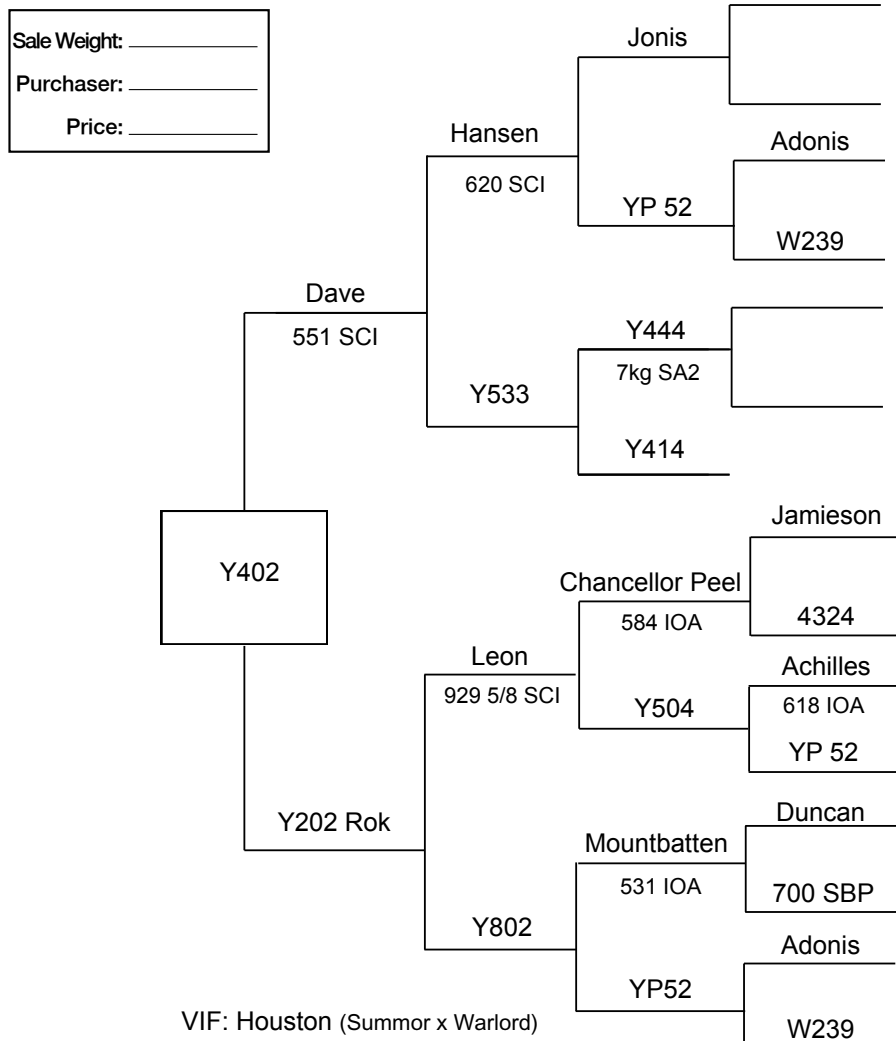 Sale Weight:
Purchaser:
Price:
Jonis
Hansen
620 SCI
Adonis
YP 52
W239
Dave
551 SCI
Y444
7kg SA2
Y533
Y414
Y402
Jamieson
Chancellor Peel
584 IOA
4324
Leon
929 5/8 SCI
Achilles
618 IOA
Y504
YP 52
Y202 Rok
Duncan
Mountbatten
531 IOA
700 SBP
Y802
Adonis
YP52
W239
VIF: Houston (Summor x Warlord)